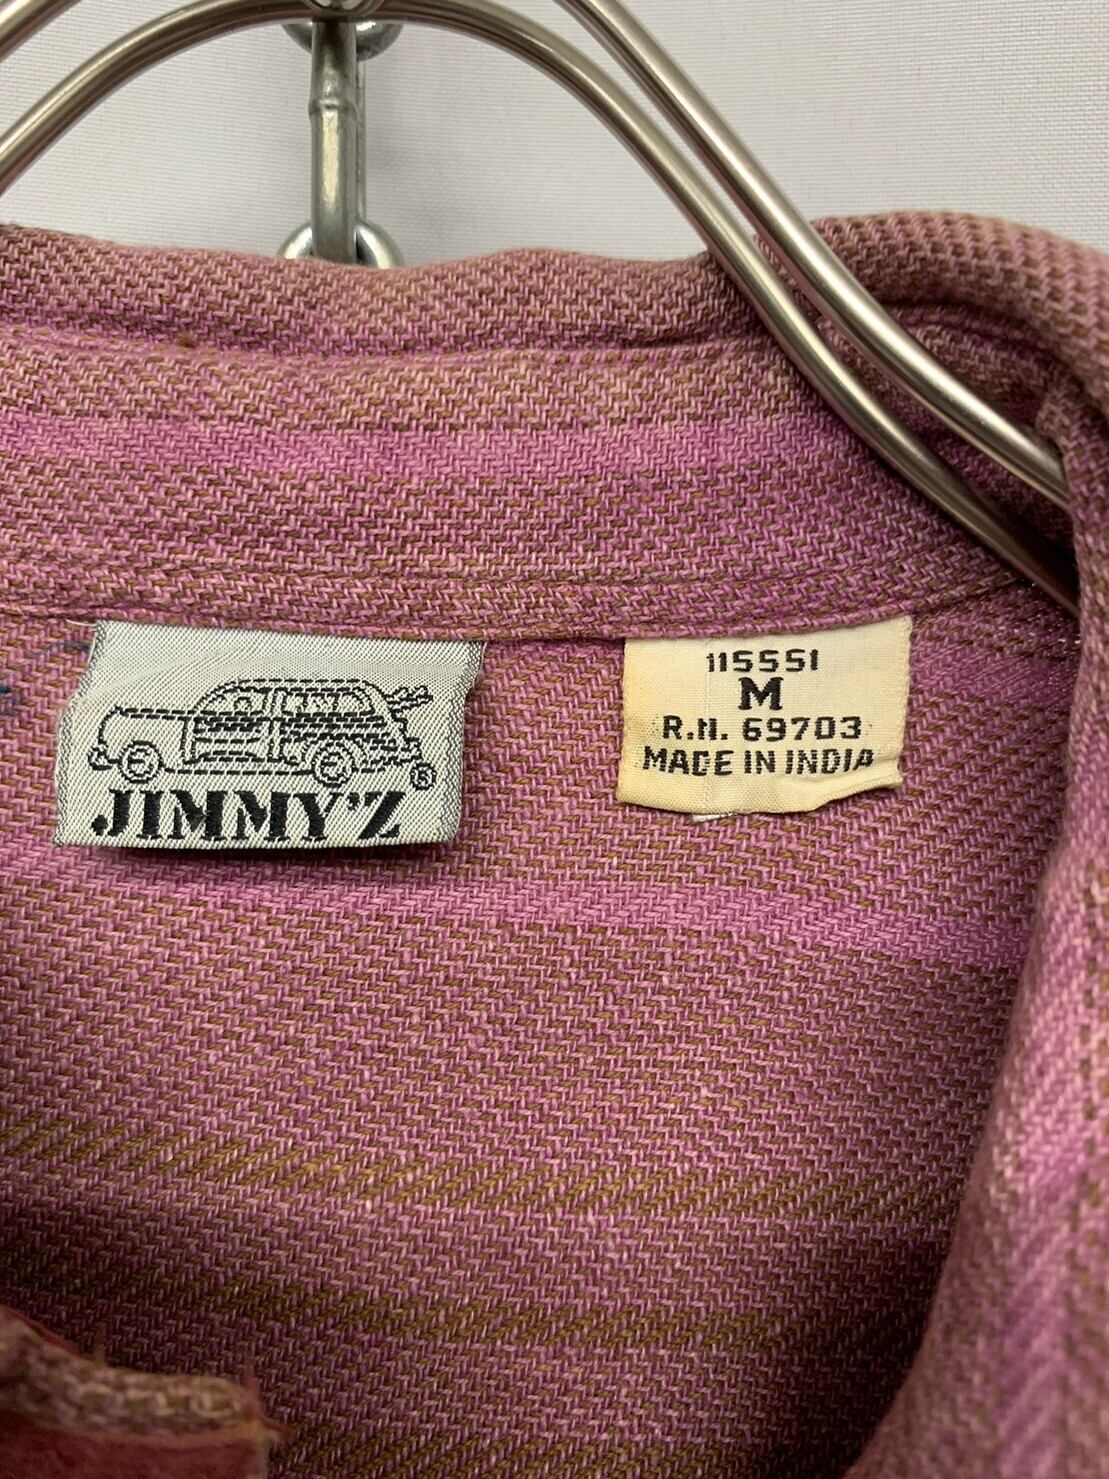 JIMMY'Z
®
115551
M
R.N. 69703
MADE IN INDIA